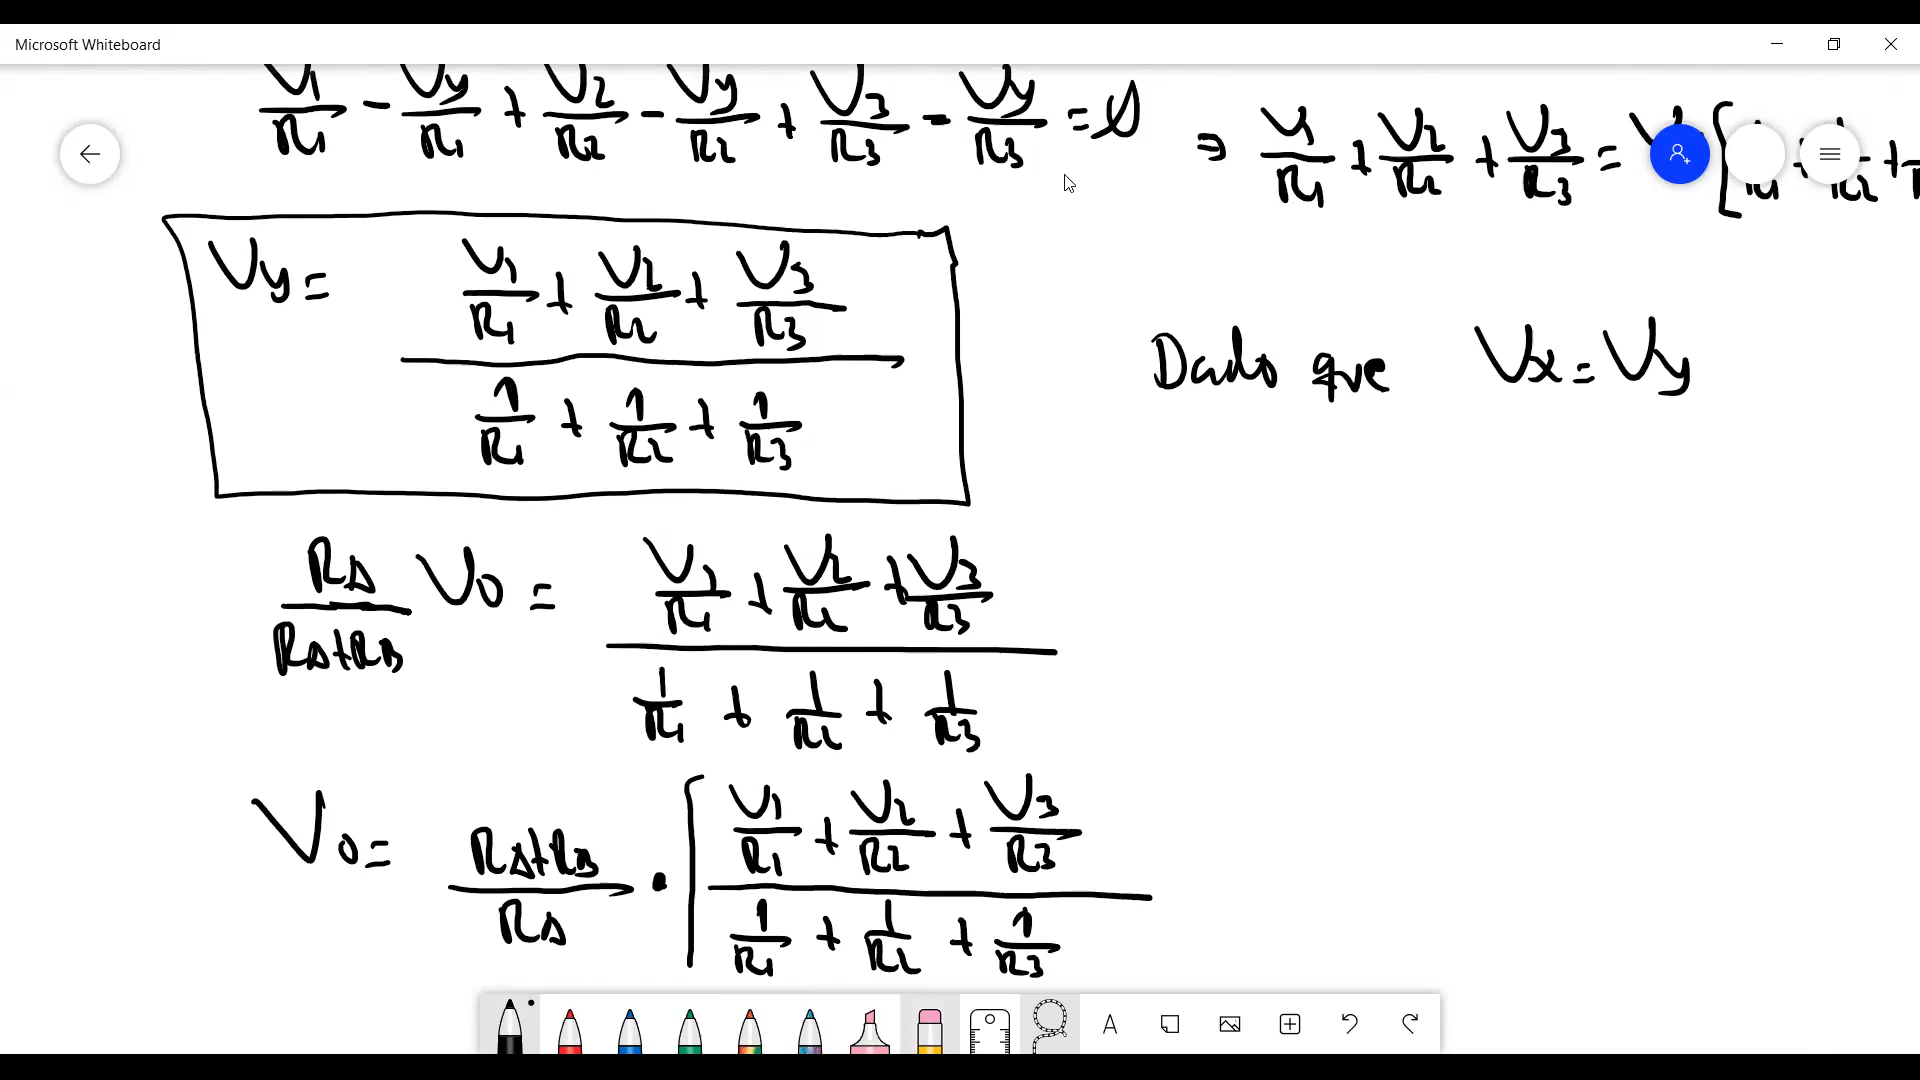 Microsoft Whiteboard
V1/R1 - Vy/R1 + V2/R2 - Vy/R2 + V3/R3 - Vy/R3 = 0 ⇒ V1/R1 + V2/R2 + V3/R3 =
Vy = (V1/R1 + V2/R2 + V3/R3) / (1/R1 + 1/R2 + 1/R3)
Dado que Vx = Vy
RA/(RA+RB) V0 = (V1/R1 + V2/R2 + V3/R3) / (1/R1 + 1/R2 + 1/R3)
V0 = (RA+RB)/RA · [(V1/R1 + V2/R2 + V3/R3) / (1/R1 + 1/R2 + 1/R3)
A